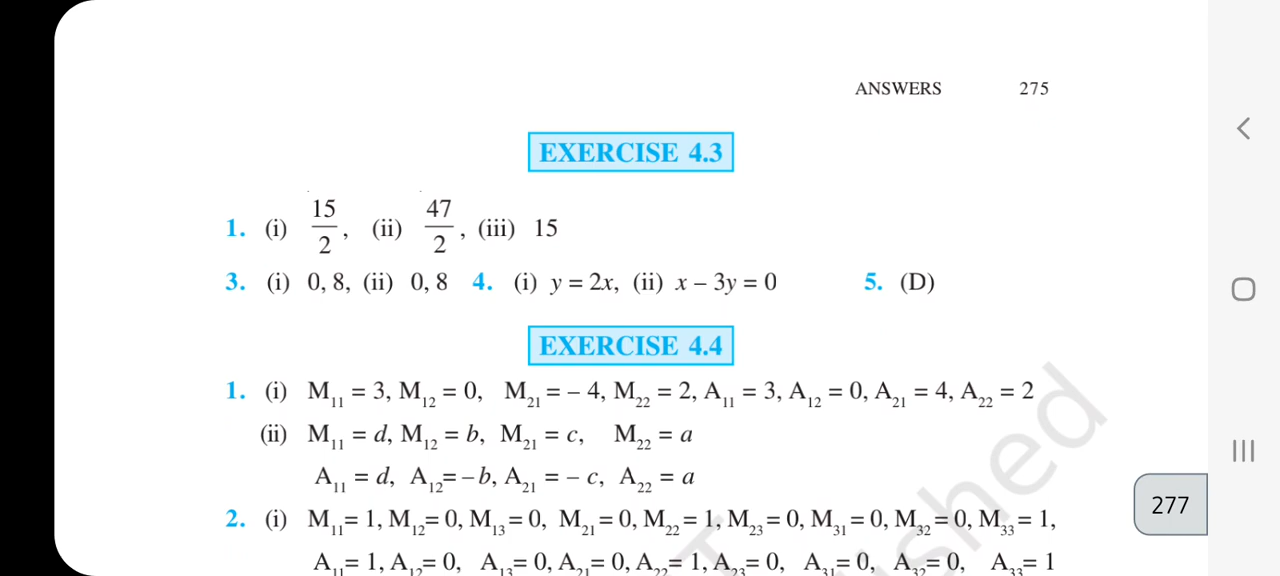 ANSWERS 275
EXERCISE 4.3
1. (i) 15/2, (ii) 47/2, (iii) 15
3. (i) 0, 8, (ii) 0, 8 4. (i) y = 2x, (ii) x – 3y = 0 5. (D)
EXERCISE 4.4
1. (i) M₁₁ = 3, M₁₂ = 0, M₂₁ = – 4, M₂₂ = 2, A₁₁ = 3, A₁₂ = 0, A₂₁ = 4, A₂₂ = 2
(ii) M₁₁ = d, M₁₂ = b, M₂₁ = c, M₂₂ = a
A₁₁ = d, A₁₂= – b, A₂₁ = – c, A₂₂ = a
277
2. (i) M₁₁= 1, M₁₂= 0, M₁₃= 0, M₂₁= 0, M₂₂= 1, M₂₃= 0, M₃₁= 0, M₃₂= 0, M₃₃= 1,
A₁₁= 1, A₁₂= 0, A₁₃= 0, A₂₁= 0, A₂₂= 1, A₂₃= 0, A₃₁= 0, A₃₂= 0, A₃₃= 1